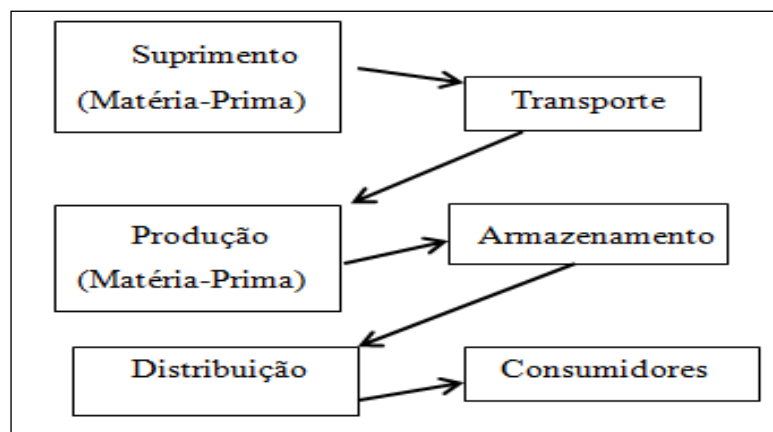 Suprimento
(Matéria-Prima)
Transporte
Produção
(Matéria-Prima)
Armazenamento
Distribuição
Consumidores